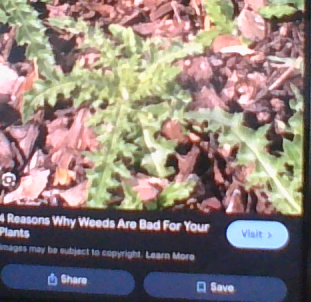 4 Reasons Why Weeds Are Bad For Your
Plants
Visit >
Images may be subject to copyright. Learn More
Share
Save